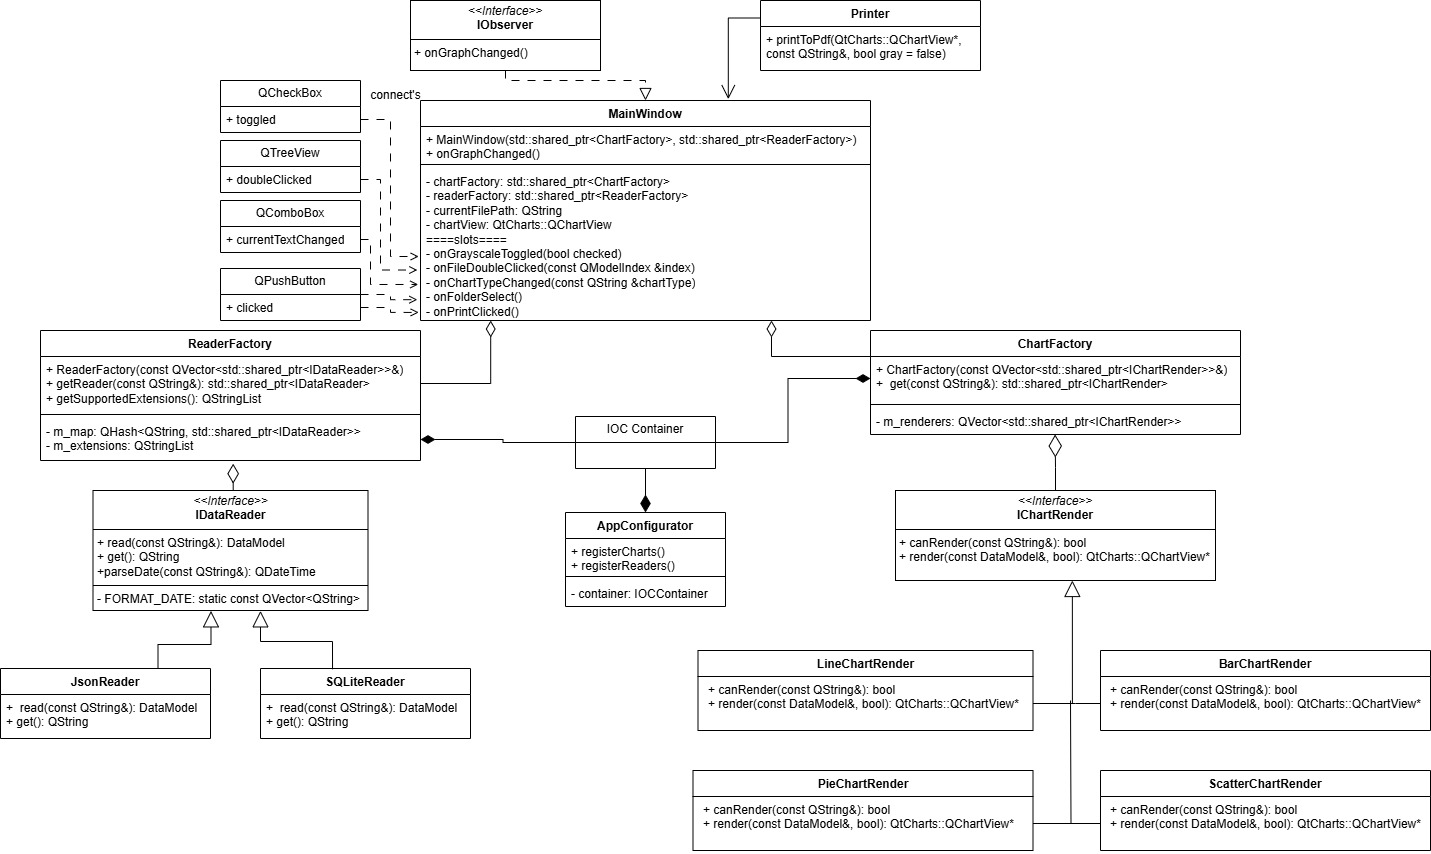 <<Interface>>
IObserver
+ onGraphChanged()
Printer
+ printToPdf(QtCharts::QChartView*,
const QString&, bool gray = false)
QCheckBox
+ toggled
connect's
QTreeView
+ doubleClicked
QComboBox
+ currentTextChanged
QPushButton
+ clicked
MainWindow
+ MainWindow(std::shared_ptr<ChartFactory>, std::shared_ptr<ReaderFactory>)
+ onGraphChanged()
- chartFactory: std::shared_ptr<ChartFactory>
- readerFactory: std::shared_ptr<ReaderFactory>
- currentFilePath: QString
- chartView: QtCharts::QChartView
====slots====
- onGrayscaleToggled(bool checked)
- onFileDoubleClicked(const QModelIndex &index)
- onChartTypeChanged(const QString &chartType)
- onFolderSelect()
- onPrintClicked()
ReaderFactory
+ ReaderFactory(const QVector<std::shared_ptr<IDataReader>>&)
+ getReader(const QString&): std::shared_ptr<IDataReader>
+ getSupportedExtensions(): QStringList
- m_map: QHash<QString, std::shared_ptr<IDataReader>>
- m_extensions: QStringList
ChartFactory
+ ChartFactory(const QVector<std::shared_ptr<IChartRender>>&)
+  get(const QString&): std::shared_ptr<IChartRender>
- m_renderers: QVector<std::shared_ptr<IChartRender>>
IOC Container
AppConfigurator
+ registerCharts()
+ registerReaders()
- container: IOCContainer
<<Interface>>
IDataReader
+ read(const QString&): DataModel
+ get(): QString
+parseDate(const QString&): QDateTime
- FORMAT_DATE: static const QVector<QString>
<<Interface>>
IChartRender
+ canRender(const QString&): bool
+ render(const DataModel&, bool): QtCharts::QChartView*
JsonReader
+  read(const QString&): DataModel
+ get(): QString
SQLiteReader
+  read(const QString&): DataModel
+ get(): QString
LineChartRender
+ canRender(const QString&): bool
+ render(const DataModel&, bool): QtCharts::QChartView*
BarChartRender
+ canRender(const QString&): bool
+ render(const DataModel&, bool): QtCharts::QChartView*
PieChartRender
+ canRender(const QString&): bool
+ render(const DataModel&, bool): QtCharts::QChartView*
ScatterChartRender
+ canRender(const QString&): bool
+ render(const DataModel&, bool): QtCharts::QChartView*